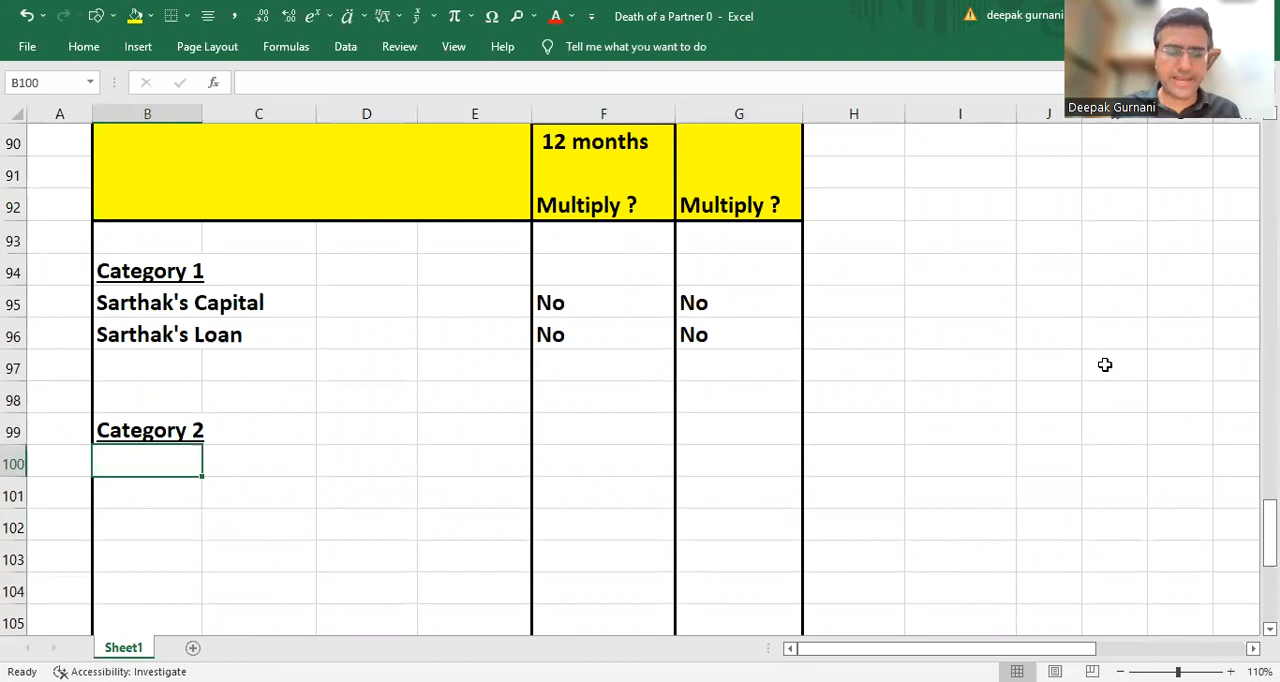 Death of a Partner 0 - Excel
deepak gurnani
File Home Insert Page Layout Formulas Data Review View Help Tell me what you want to do
B100
Deepak Gurnani
A B C D E F G H I J
90 12 months
91
92 Multiply ? Multiply ?
93
94 Category 1
95 Sarthak's Capital No No
96 Sarthak's Loan No No
97
98
99 Category 2
100
101
102
103
104
105
Sheet1
Ready Accessibility: Investigate 110%